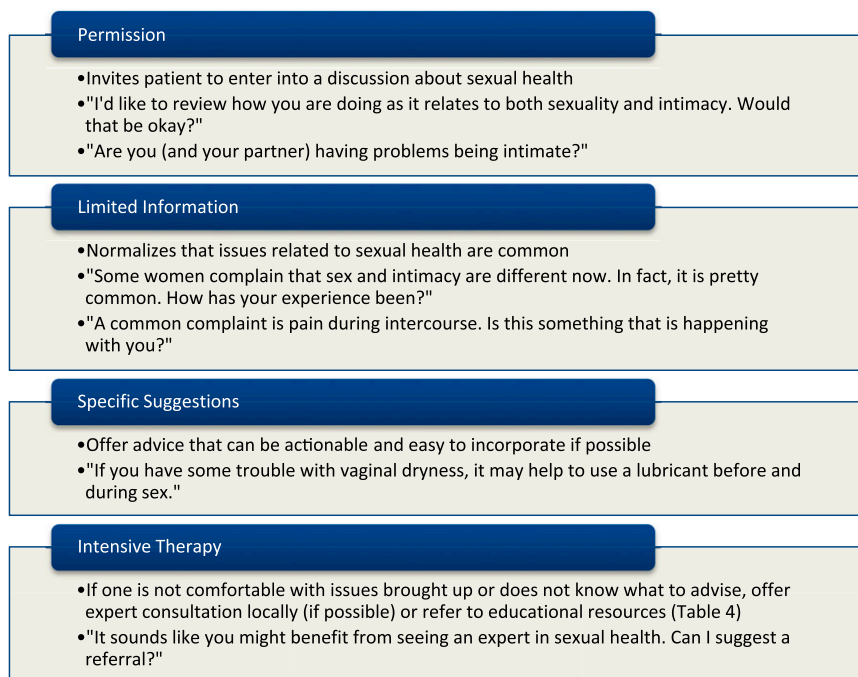 Permission
•Invites patient to enter into a discussion about sexual health
•"I'd like to review how you are doing as it relates to both sexuality and intimacy. Would
that be okay?"
•"Are you (and your partner) having problems being intimate?"
Limited Information
•Normalizes that issues related to sexual health are common
•"Some women complain that sex and intimacy are different now. In fact, it is pretty
common. How has your experience been?"
•"A common complaint is pain during intercourse. Is this something that is happening
with you?"
Specific Suggestions
•Offer advice that can be actionable and easy to incorporate if possible
•"If you have some trouble with vaginal dryness, it may help to use a lubricant before and
during sex."
Intensive Therapy
•If one is not comfortable with issues brought up or does not know what to advise, offer
expert consultation locally (if possible) or refer to educational resources (Table 4)
•"It sounds like you might benefit from seeing an expert in sexual health. Can I suggest a
referral?"